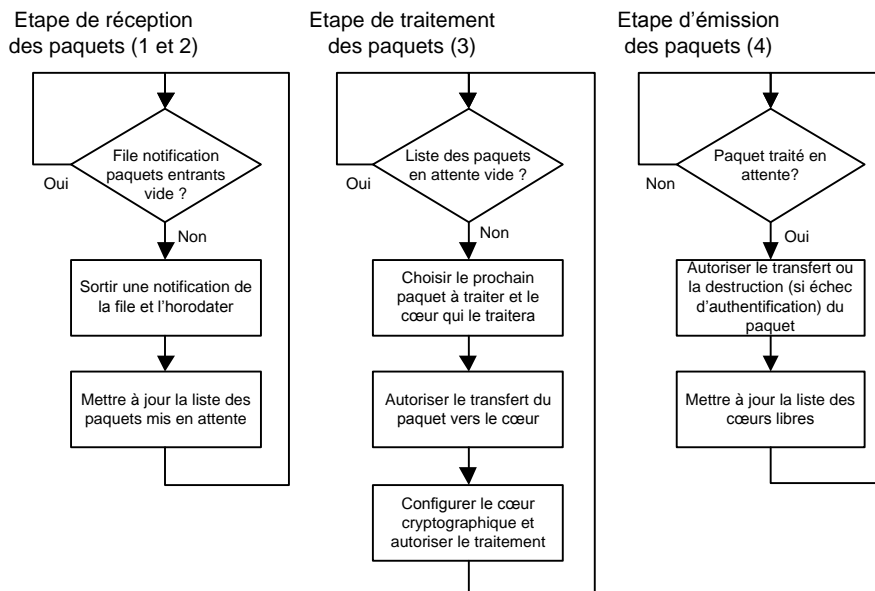 Etape de réception
des paquets (1 et 2)
File notification
paquets entrants
vide ?
Oui
Non
Sortir une notification de
la file et l'horodater
Mettre à jour la liste des
paquets mis en attente
Etape de traitement
des paquets (3)
Liste des paquets
en attente vide ?
Oui
Non
Choisir le prochain
paquet à traiter et le
cœur qui le traitera
Autoriser le transfert du
paquet vers le cœur
Configurer le cœur
cryptographique et
autoriser le traitement
Etape d'émission
des paquets (4)
Paquet traité en
attente?
Non
Oui
Autoriser le transfert ou
la destruction (si échec
d'authentification) du
paquet
Mettre à jour la liste des
cœurs libres